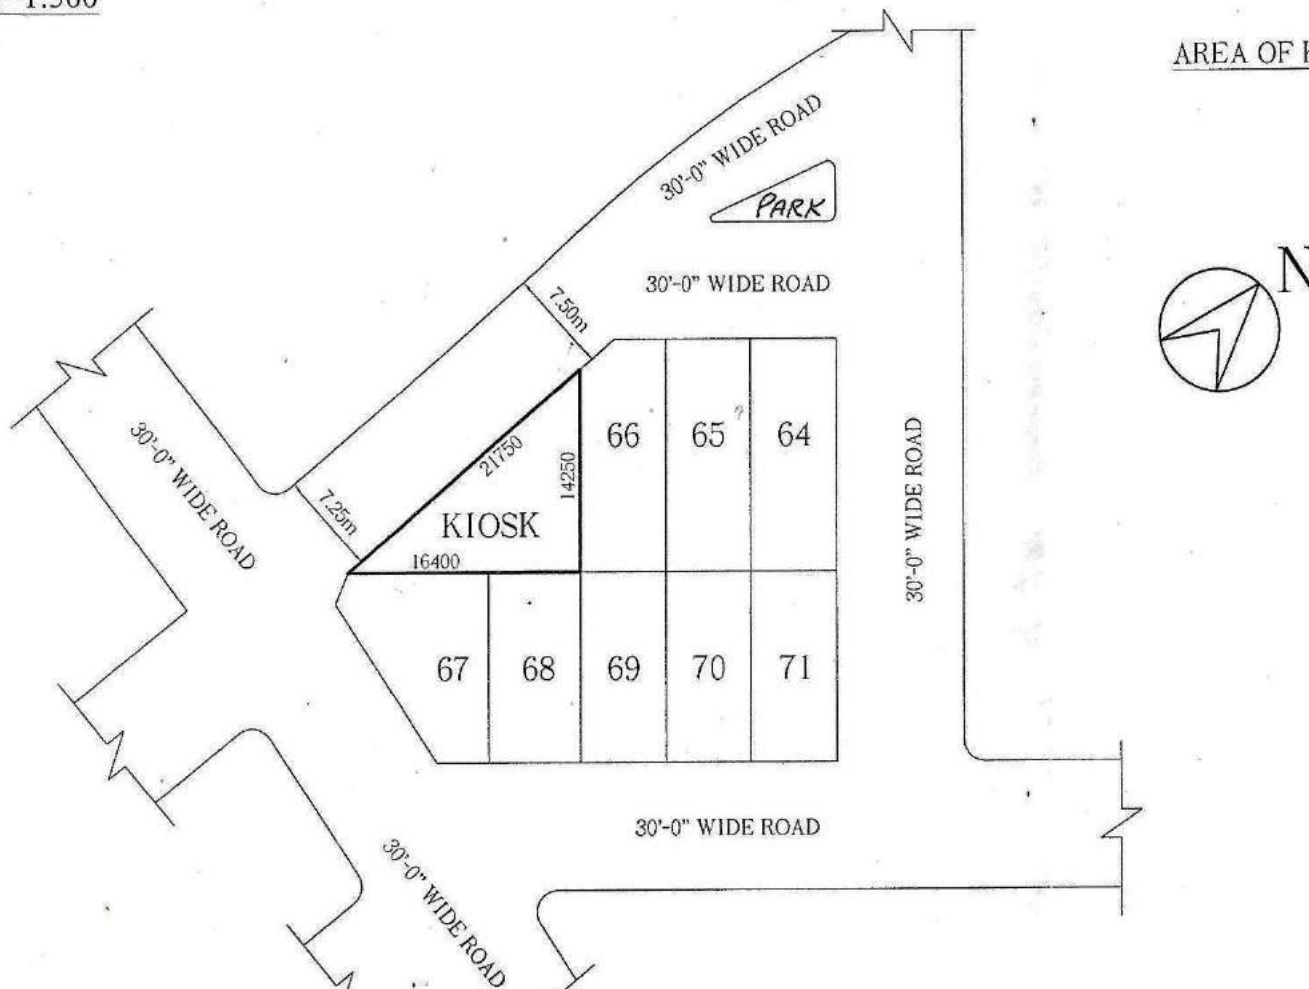 1:500
AREA OF
30'-0" WIDE ROAD
PARK
N
30'-0" WIDE ROAD
7.50m
30'-0" WIDE ROAD
21750
14250
66
65
64
7.25m
KIOSK
16400
30'-0" WIDE ROAD
67
68
69
70
71
30'-0" WIDE ROAD
30'-0" WIDE ROAD